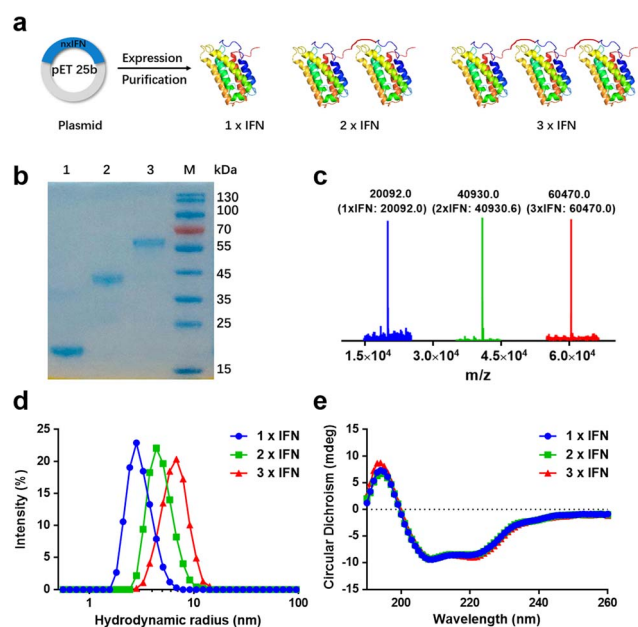 a
nxIFN
pET 25b
Plasmid
Expression
Purification
1 x IFN
2 x IFN
3 x IFN
b
1 2 3 M kDa
130
100
70
55
45
35
25
15
c
20092.0 40930.0 60470.0
(1xIFN: 20092.0) (2xIFN: 40930.6) (3xIFN: 60470.0)
1.5×10⁴ 3.0×10⁴ 4.5×10⁴ 6.0×10⁴
m/z
d
1 x IFN
2 x IFN
3 x IFN
Intensity (%)
25
20
15
10
5
0
1 10 100
Hydrodynamic radius (nm)
e
1 x IFN
2 x IFN
3 x IFN
Circular Dichroism (mdeg)
15
10
5
0
-5
-10
-15
200 220 240 260
Wavelength (nm)